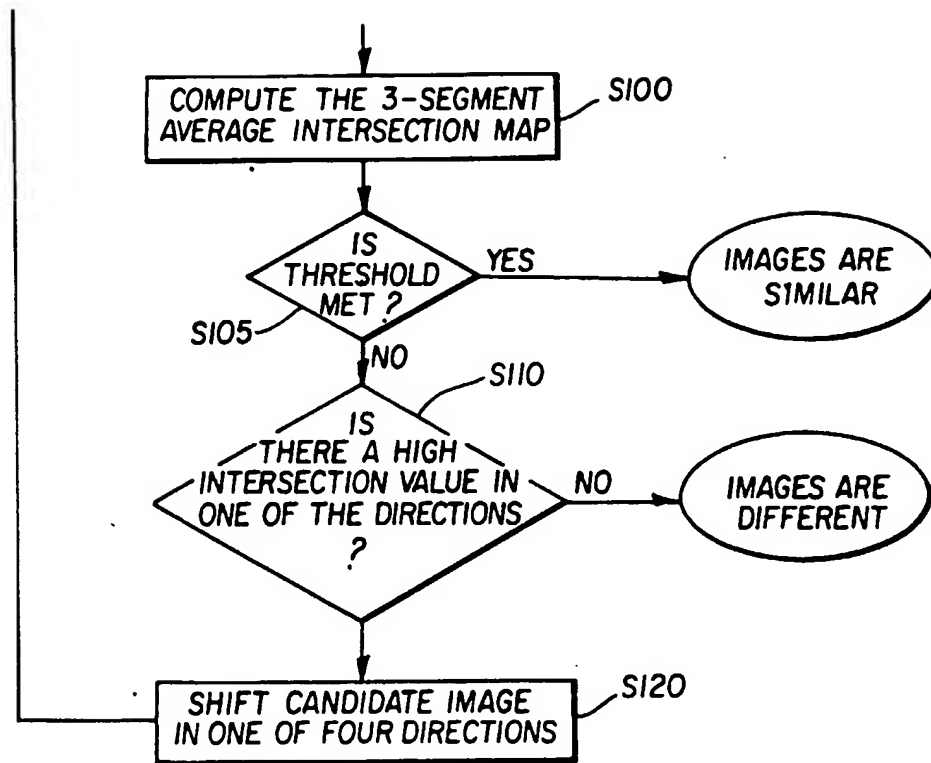 COMPUTE THE 3-SEGMENT
AVERAGE INTERSECTION MAP
S100
IS
THRESHOLD
MET ?
S105
YES
IMAGES ARE
SIMILAR
NO
S110
IS
THERE A HIGH
INTERSECTION VALUE IN
ONE OF THE DIRECTIONS
?
NO
IMAGES ARE
DIFFERENT
SHIFT CANDIDATE IMAGE
IN ONE OF FOUR DIRECTIONS
S120